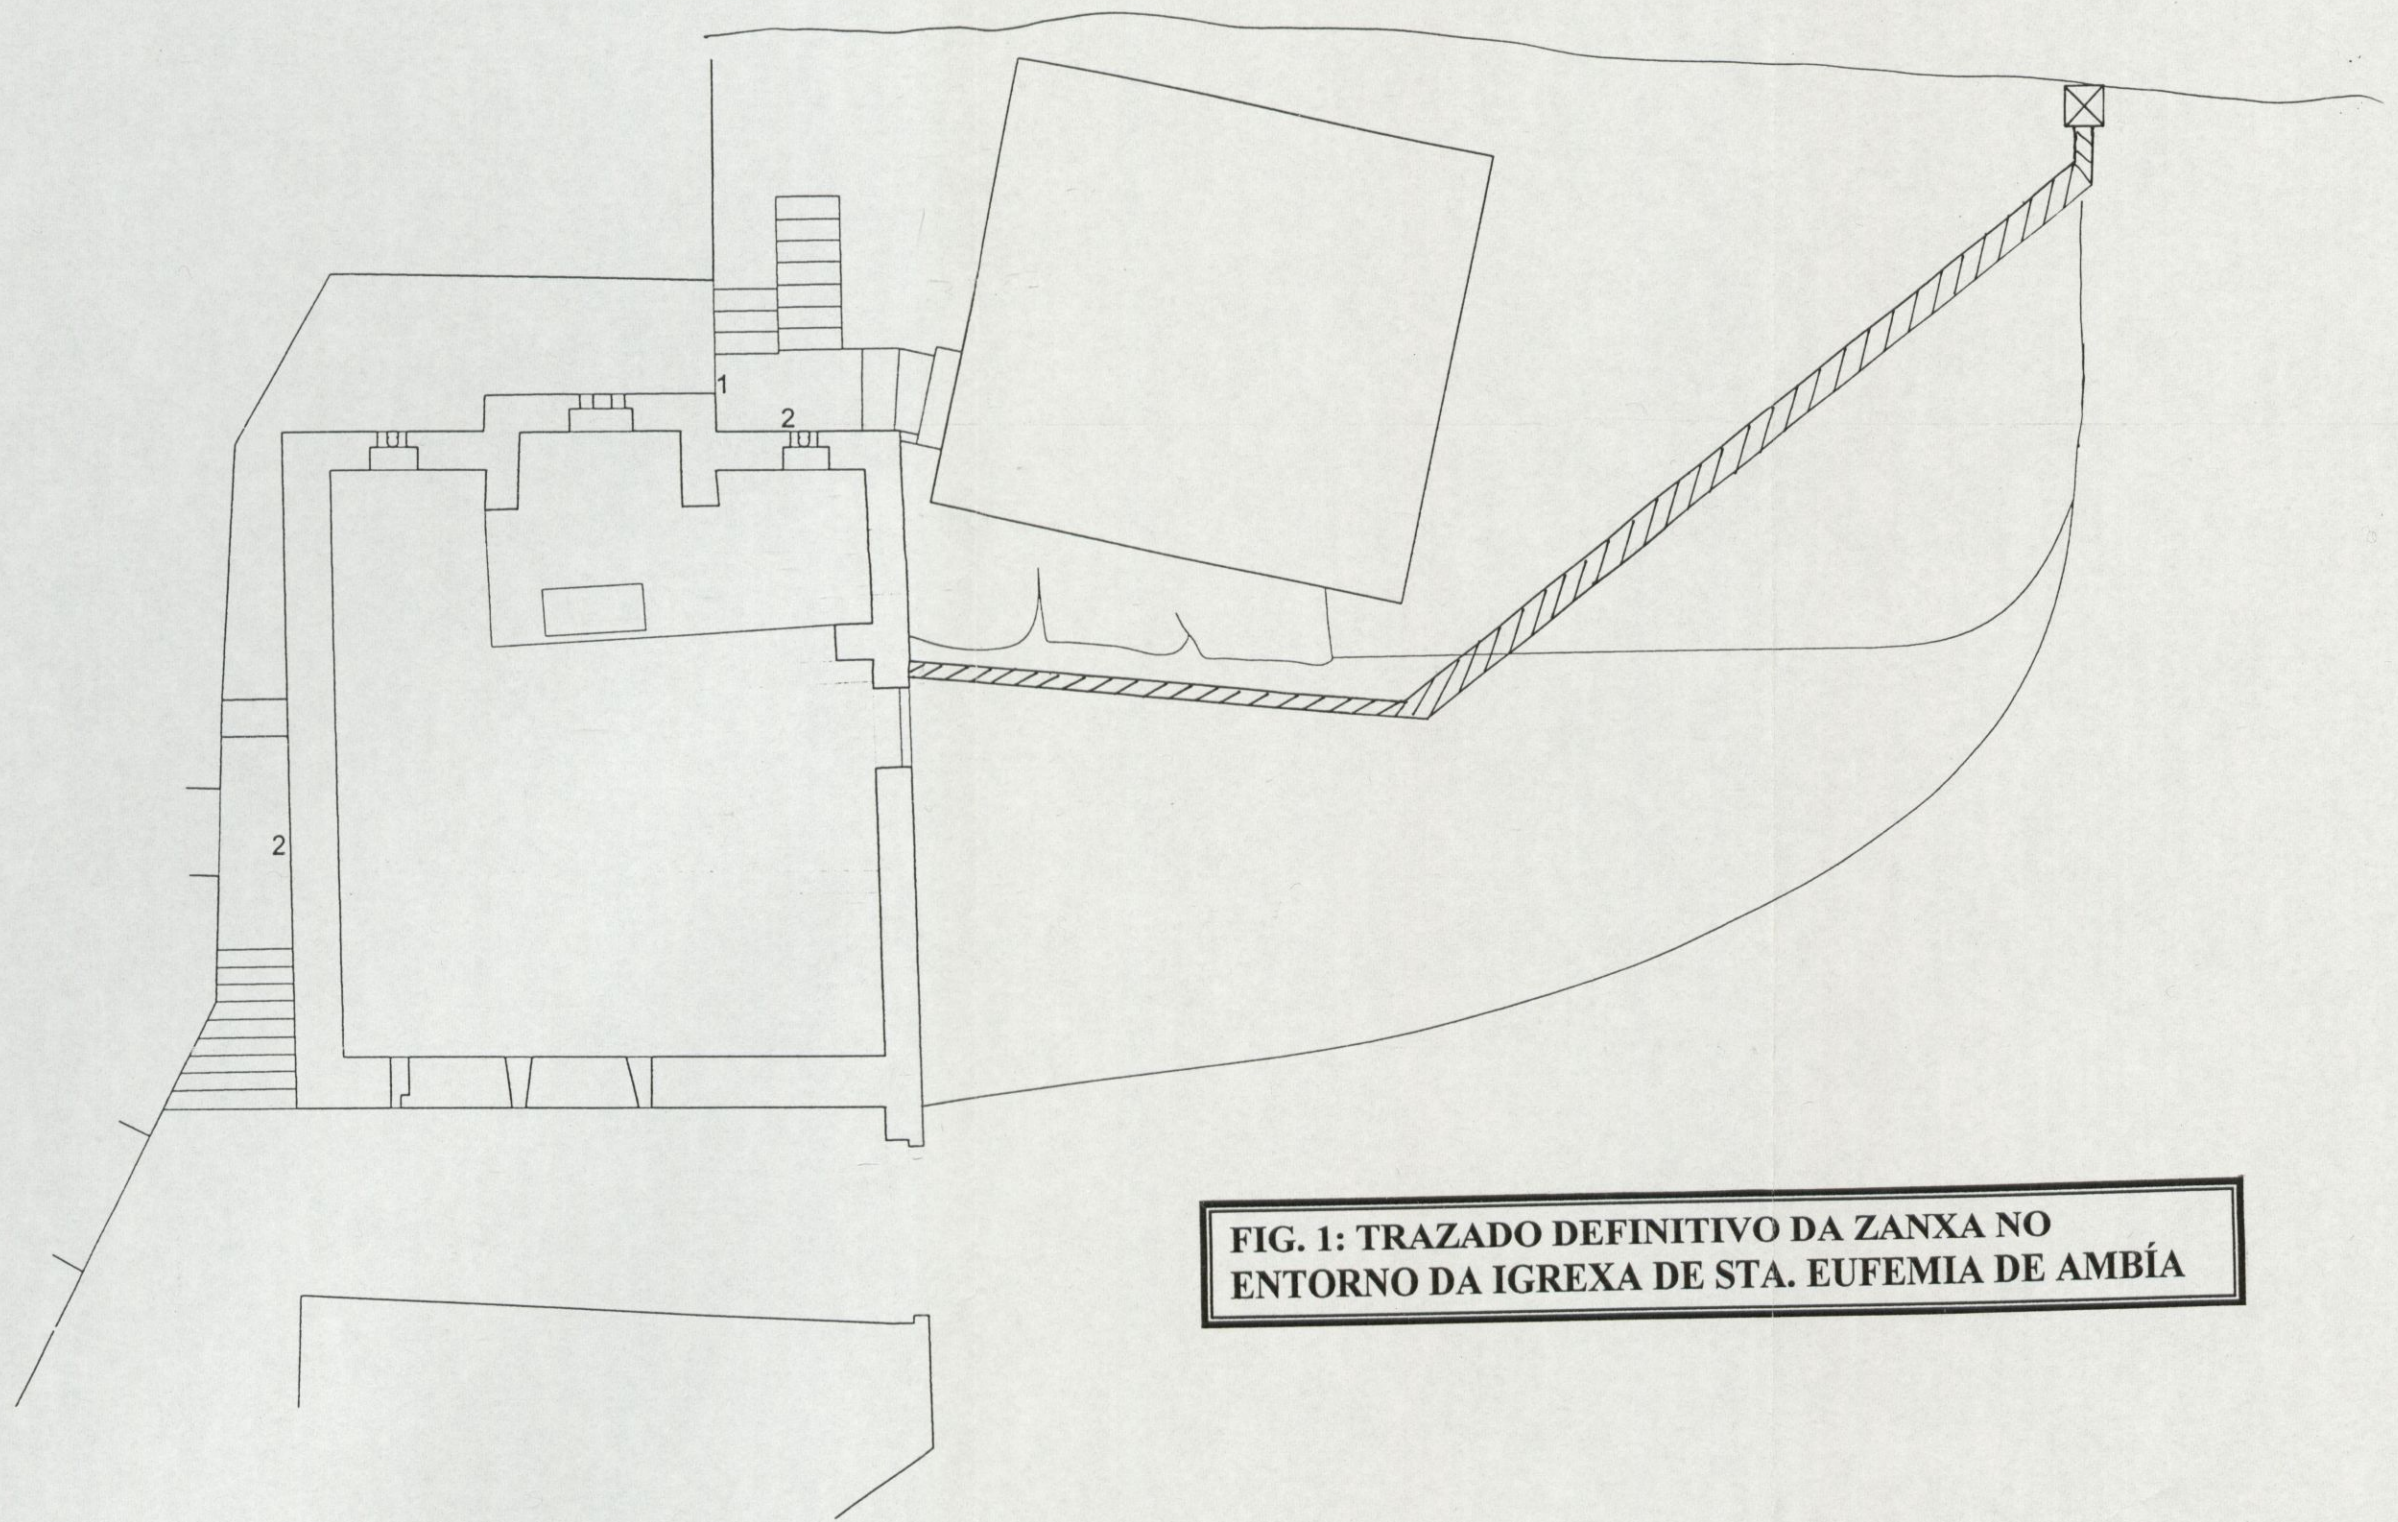 1
2
2
FIG. 1: TRAZADO DEFINITIVO DA ZANXA NO
ENTORNO DA IGREXA DE STA. EUFEMIA DE AMBÍA